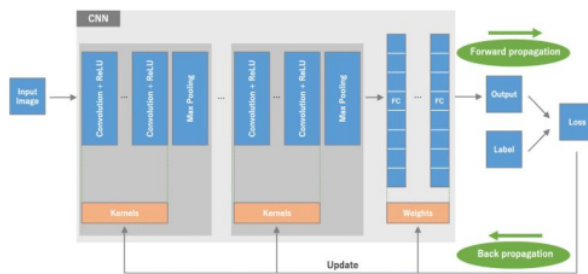 CNN
Forward propagation
Input
image
Convolution + ReLU
...
Convolution + ReLU
Max Pooling
...
Convolution + ReLU
...
Convolution + ReLU
Max Pooling
...
FC
...
FC
Output
Label
Loss
Kernels
Kernels
Weights
Back propagation
Update